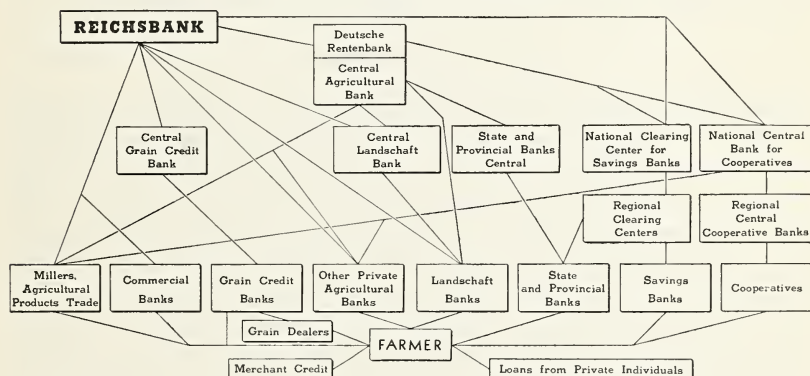 REICHSBANK
Deutsche
Rentenbank
Central
Agricultural
Bank
Central
Grain Credit
Bank
Central
Landschaft
Bank
State and
Provincial Banks
Central
National Clearing
Center for
Savings Banks
National Central
Bank for
Cooperatives
Regional
Clearing
Centers
Regional
Central
Cooperative Banks
Millers,
Agricultural
Products Trade
Commercial
Banks
Grain Credit
Banks
Other Private
Agricultural
Banks
Landschaft
Banks
State
and Provincial
Banks
Savings
Banks
Cooperatives
Grain Dealers
FARMER
Merchant Credit
Loans from Private Individuals